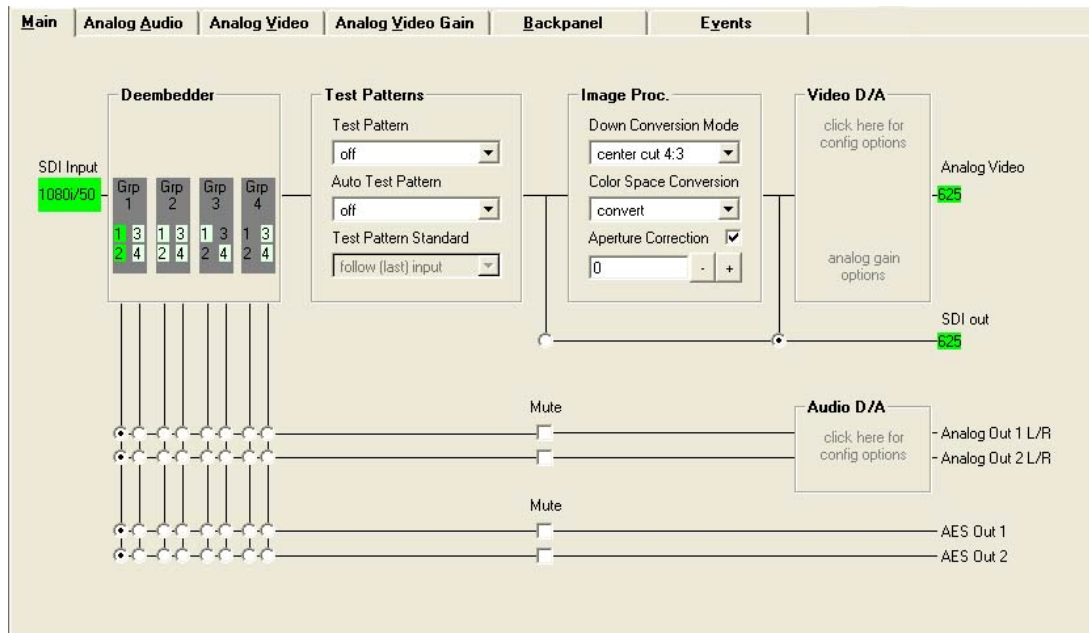 Main Analog Audio Analog Video Analog Video Gain Backpanel Events
Deembedder
Test Patterns
Image Proc.
Video D/A
Test Pattern
off
Auto Test Pattern
off
Test Pattern Standard
follow (last) input
Down Conversion Mode
center cut 4:3
Color Space Conversion
convert
Aperture Correction
0 - +
click here for
config options
analog gain
options
SDI Input
1080i/50
Grp Grp Grp Grp
1 2 3 4
1 3 1 3 1 3 1 3
2 4 2 4 2 4 2 4
Analog Video
625
SDI out
625
Mute
Audio D/A
click here for
config options
Analog Out 1 L/R
Analog Out 2 L/R
Mute
AES Out 1
AES Out 2